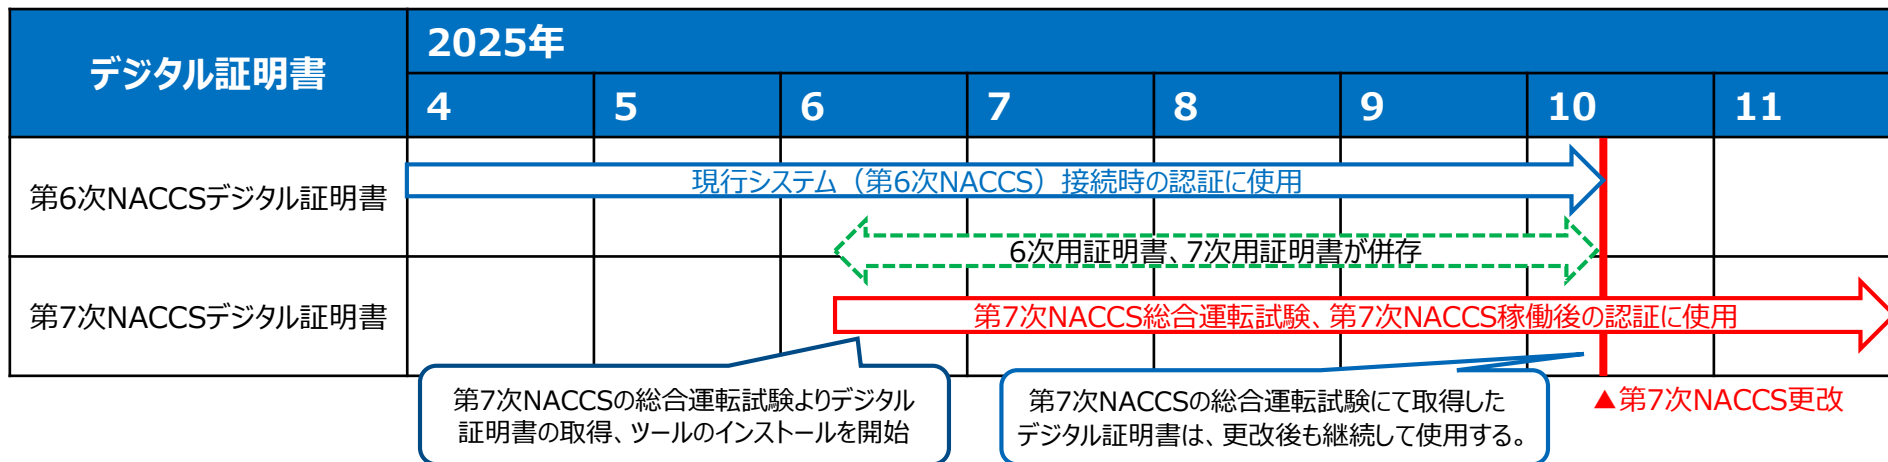 デジタル証明書
2025年
4 5 6 7 8 9 10 11
第6次NACCSデジタル証明書
現行システム（第6次NACCS）接続時の認証に使用
6次用証明書、7次用証明書が併存
第7次NACCSデジタル証明書
第7次NACCS総合運転試験、第7次NACCS稼働後の認証に使用
第7次NACCSの総合運転試験よりデジタル
証明書の取得、ツールのインストールを開始
第7次NACCSの総合運転試験にて取得した
デジタル証明書は、更改後も継続して使用する。
▲第7次NACCS更改